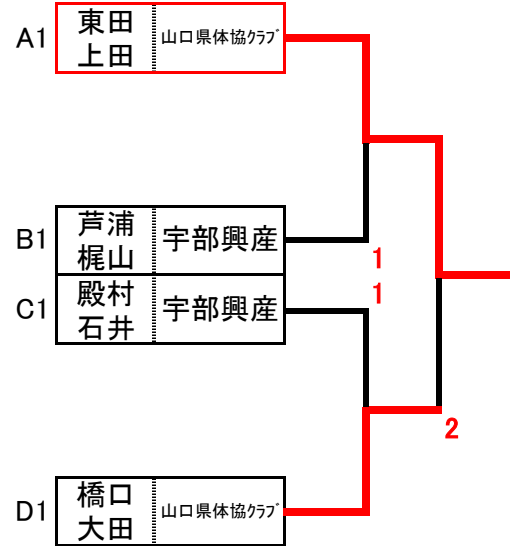 A1
東田
上田
山口県体協ｸﾗﾌﾞ
B1
芦浦
梶山
宇部興産
1
1
C1
殿村
石井
宇部興産
2
D1
橋口
大田
山口県体協ｸﾗﾌﾞ